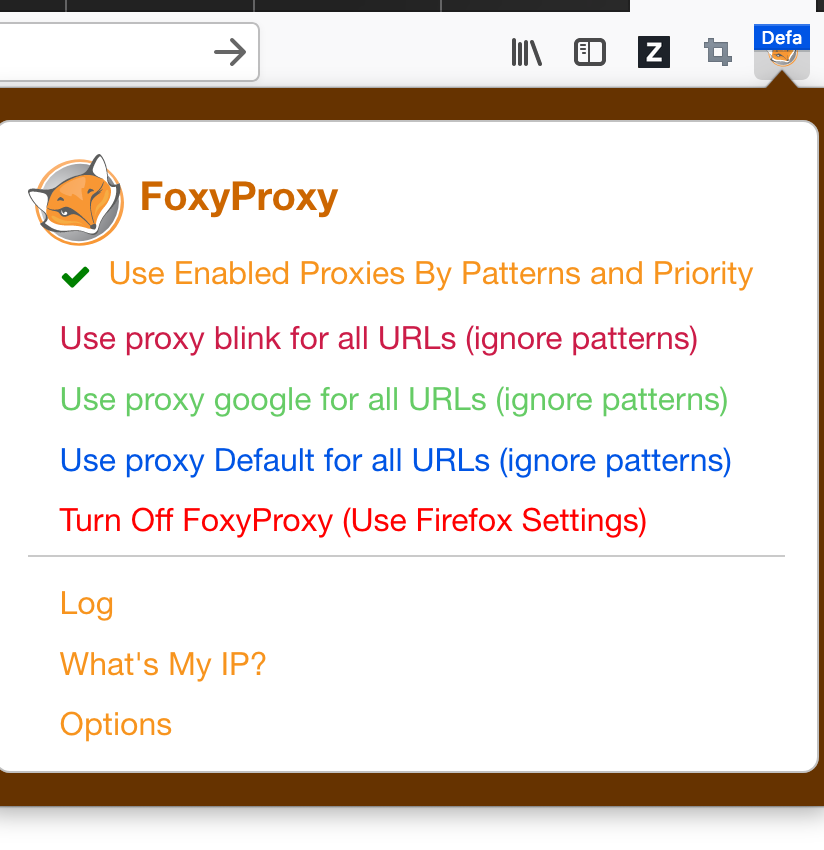 Z
Defa
FoxyProxy
Use Enabled Proxies By Patterns and Priority
Use proxy blink for all URLs (ignore patterns)
Use proxy google for all URLs (ignore patterns)
Use proxy Default for all URLs (ignore patterns)
Turn Off FoxyProxy (Use Firefox Settings)
Log
What's My IP?
Options